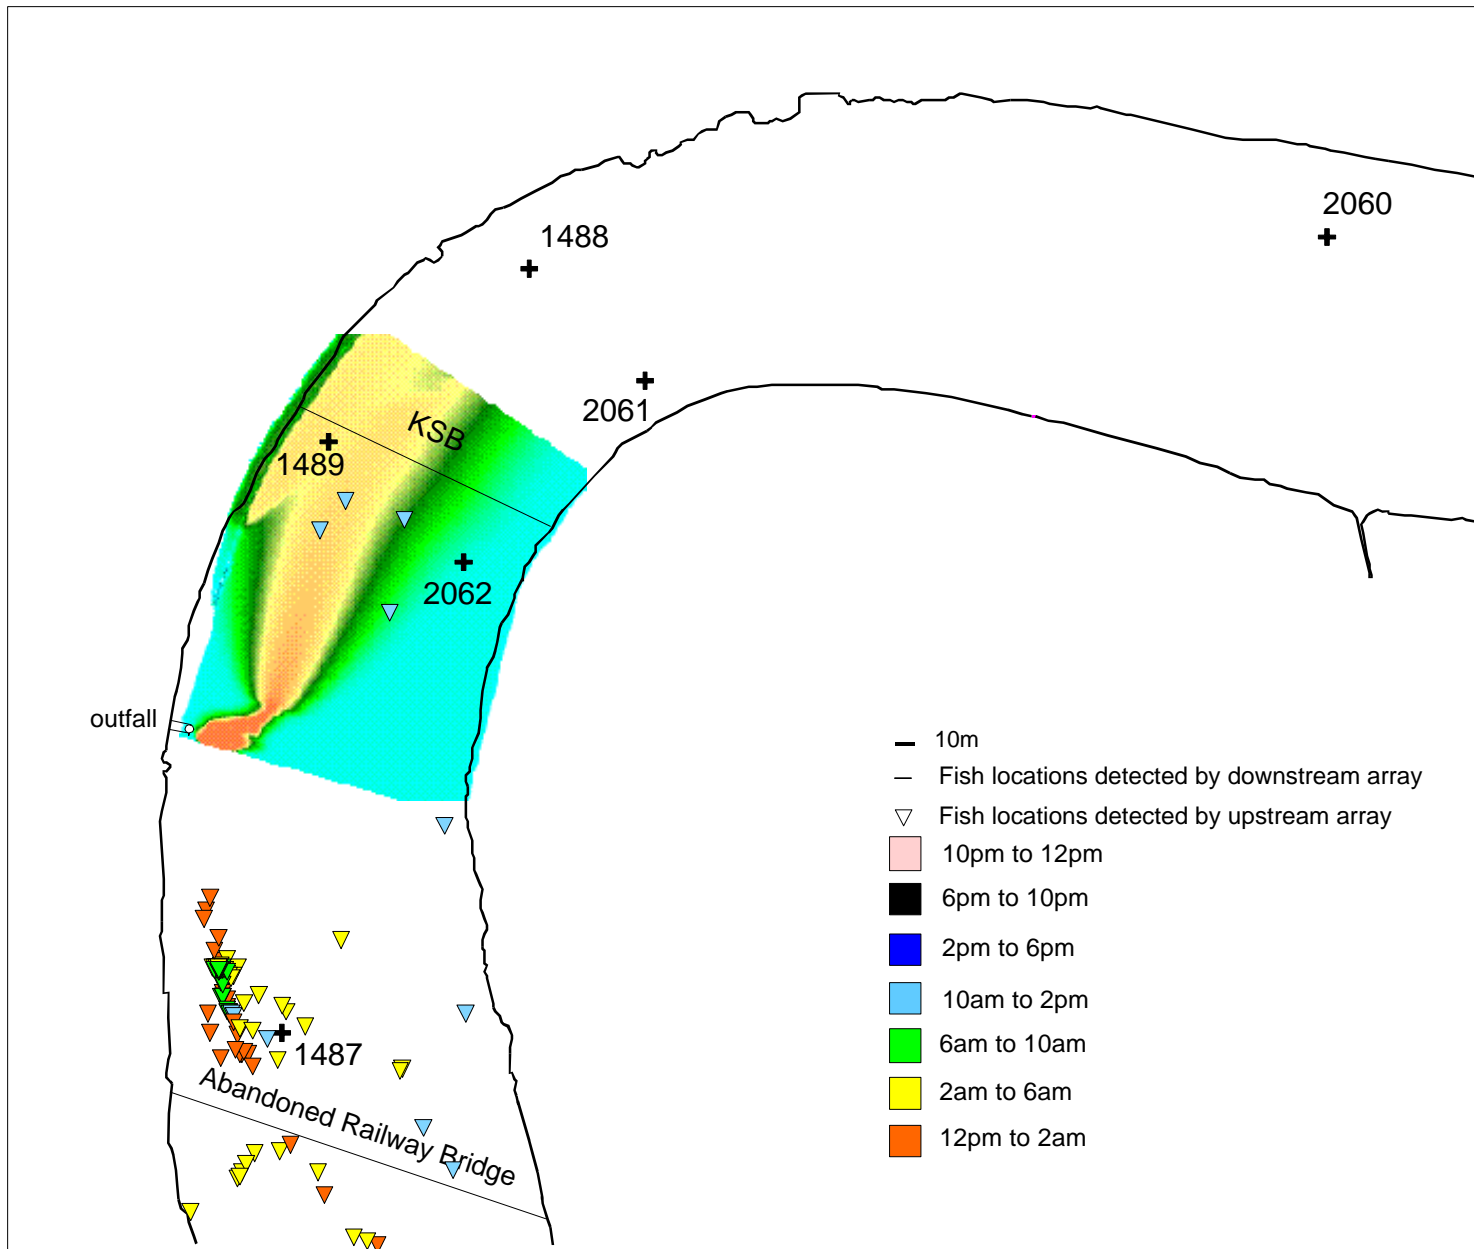 2060
1488
2061
KSB
1489
2062
outfall
10m
Fish locations detected by downstream array
Fish locations detected by upstream array
10pm to 12pm
6pm to 10pm
2pm to 6pm
10am to 2pm
6am to 10am
2am to 6am
12pm to 2am
1487
Abandoned Railway Bridge